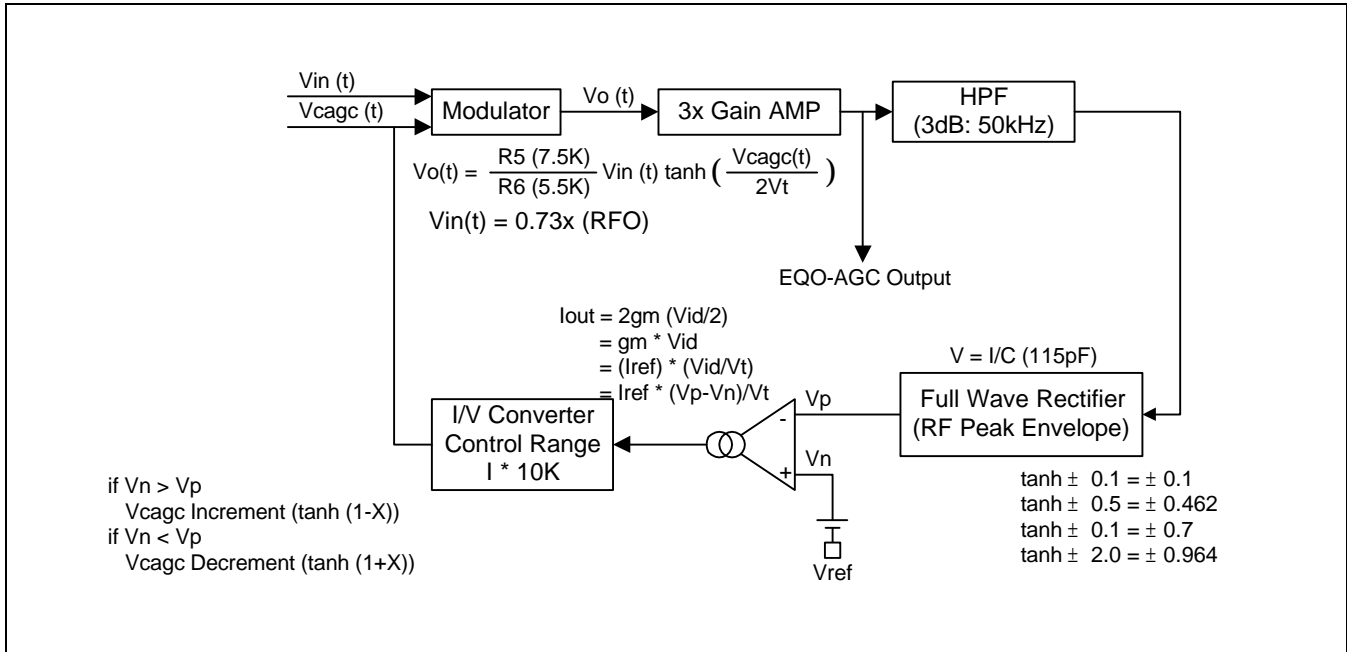 Vin (t)
Vcagc (t)
Modulator
Vo (t)
3x Gain AMP
HPF
(3dB: 50kHz)
Vo(t) = R5 (7.5K) / R6 (5.5K) Vin (t) tanh ( Vcagc(t) / 2Vt )
Vin(t) = 0.73x (RFO)
EQO-AGC Output
Iout = 2gm (Vid/2)
= gm * Vid
= (Iref) * (Vid/Vt)
= Iref * (Vp-Vn)/Vt
V = I/C (115pF)
Full Wave Rectifier
(RF Peak Envelope)
Vp
-
Vn
+
Vref
I/V Converter
Control Range
I * 10K
if Vn > Vp
Vcagc Increment (tanh (1-X))
if Vn < Vp
Vcagc Decrement (tanh (1+X))
tanh ± 0.1 = ± 0.1
tanh ± 0.5 = ± 0.462
tanh ± 0.1 = ± 0.7
tanh ± 2.0 = ± 0.964